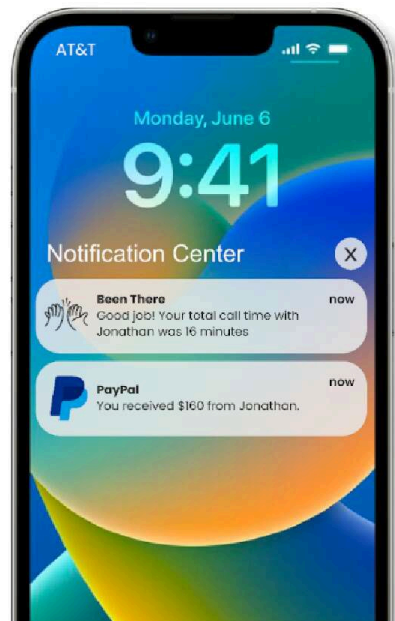 AT&T
Monday, June 6
9:41
Notification Center
X
Been There
now
Good job! Your total call time with
Jonathan was 16 minutes
PayPal
now
You received $160 from Jonathan.